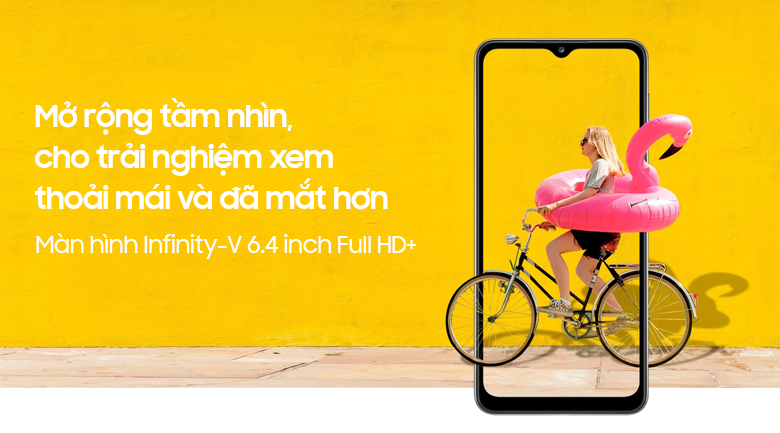 Mở rộng tầm nhìn,
cho trải nghiệm xem
thoải mái và đã mắt hơn
Màn hình Infinity-V 6.4 inch Full HD+